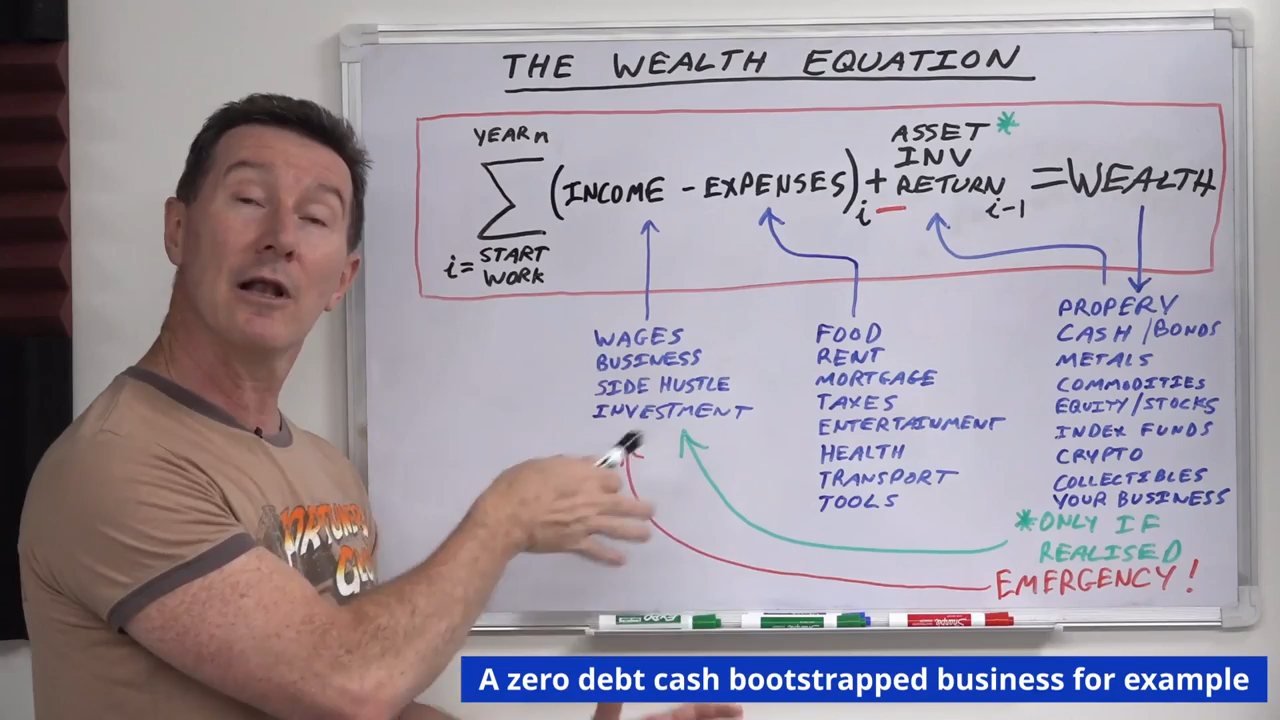 THE WEALTH EQUATION
YEAR n
∑ (INCOME - EXPENSES)i + ASSET * INV RETURN i-1 = WEALTH
i = START WORK
WAGES
BUSINESS
SIDE HUSTLE
INVESTMENT
FOOD
RENT
MORTGAGE
TAXES
ENTERTAINMENT
HEALTH
TRANSPORT
TOOLS
PROPERY
CASH / BONDS
METALS
COMMODITIES
EQUITY / STOCKS
INDEX FUNDS
CRYPTO
COLLECTIBLES
YOUR BUSINESS
*ONLY IF
REALISED
EMERGENCY!
A zero debt cash bootstrapped business for example